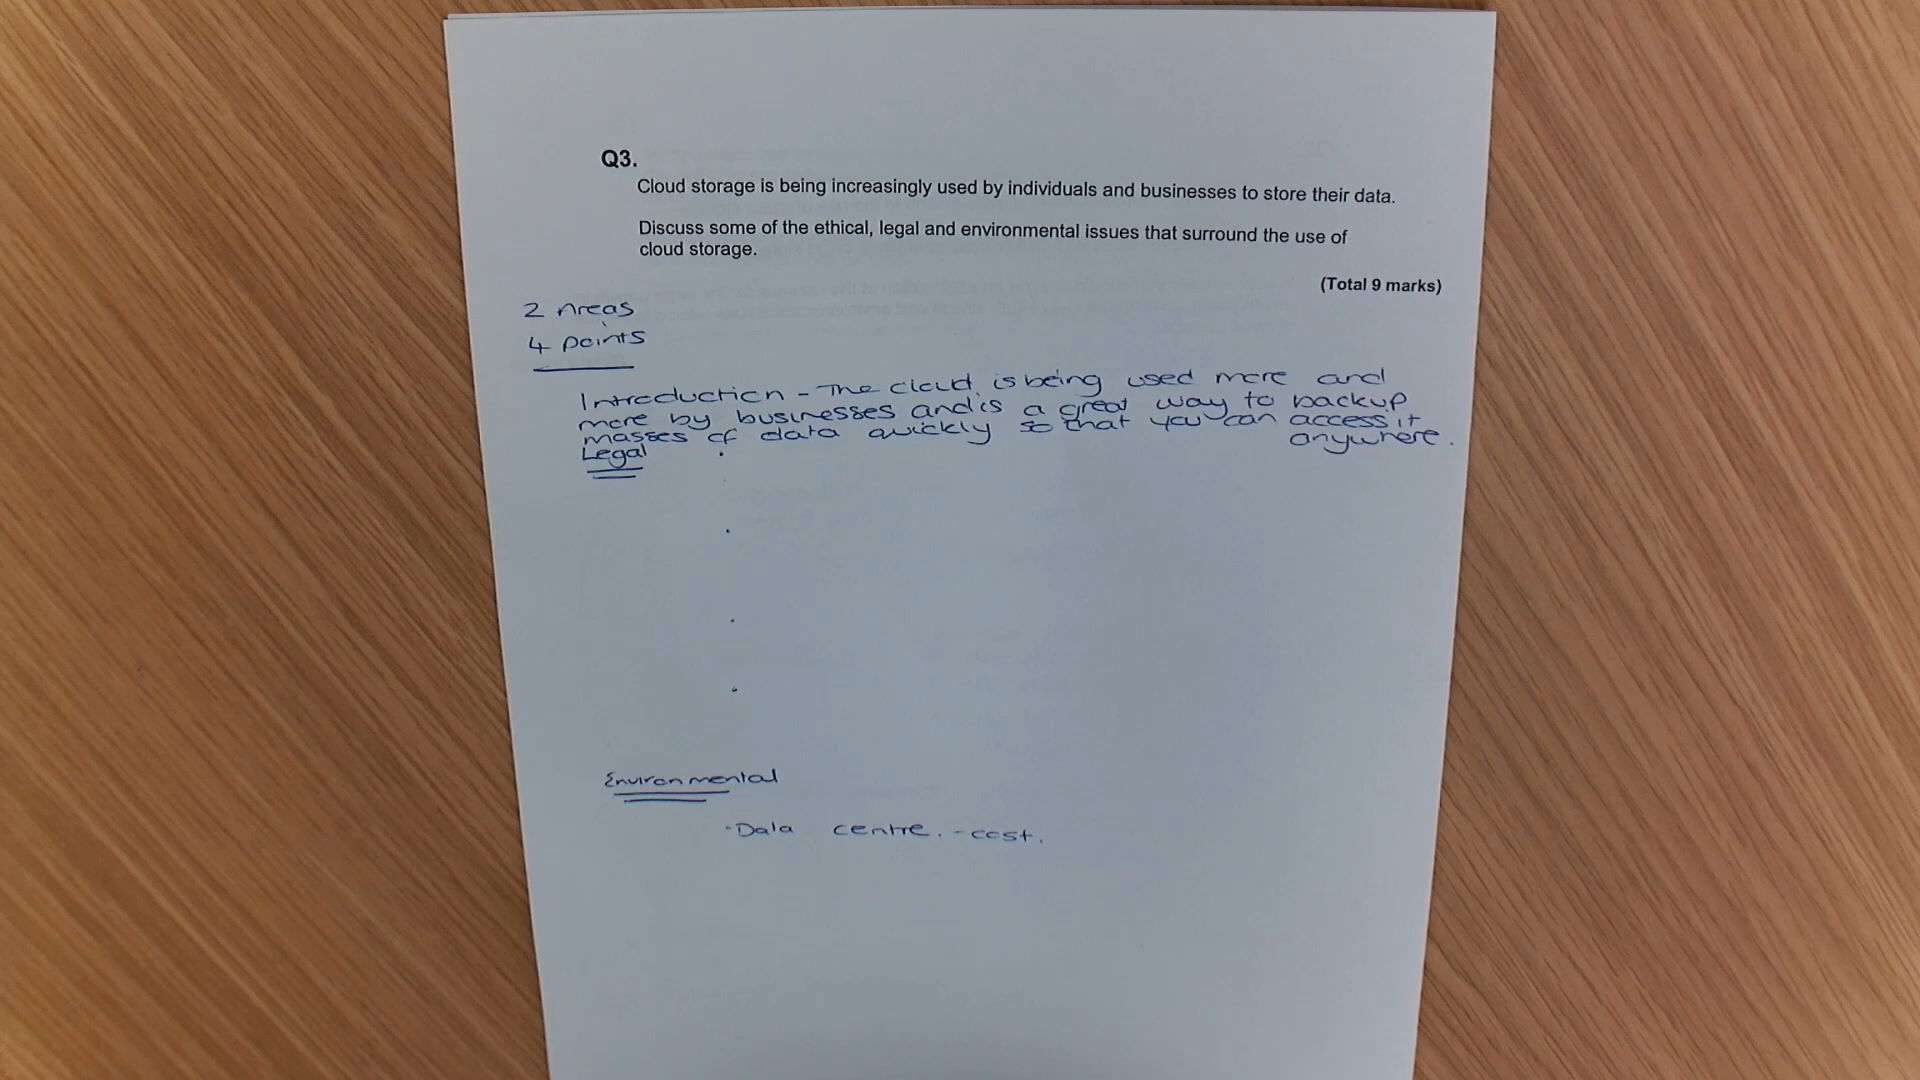 Q3.
Cloud storage is being increasingly used by individuals and businesses to store their data.
Discuss some of the ethical, legal and environmental issues that surround the use of
cloud storage.
(Total 9 marks)
2 Areas
4 points
Introduction - The cloud is being used more and
more by businesses and is a great way to backup
masses of data quickly so that you can access it
anywhere.
Legal
Environmental
· Data centre. - cost.